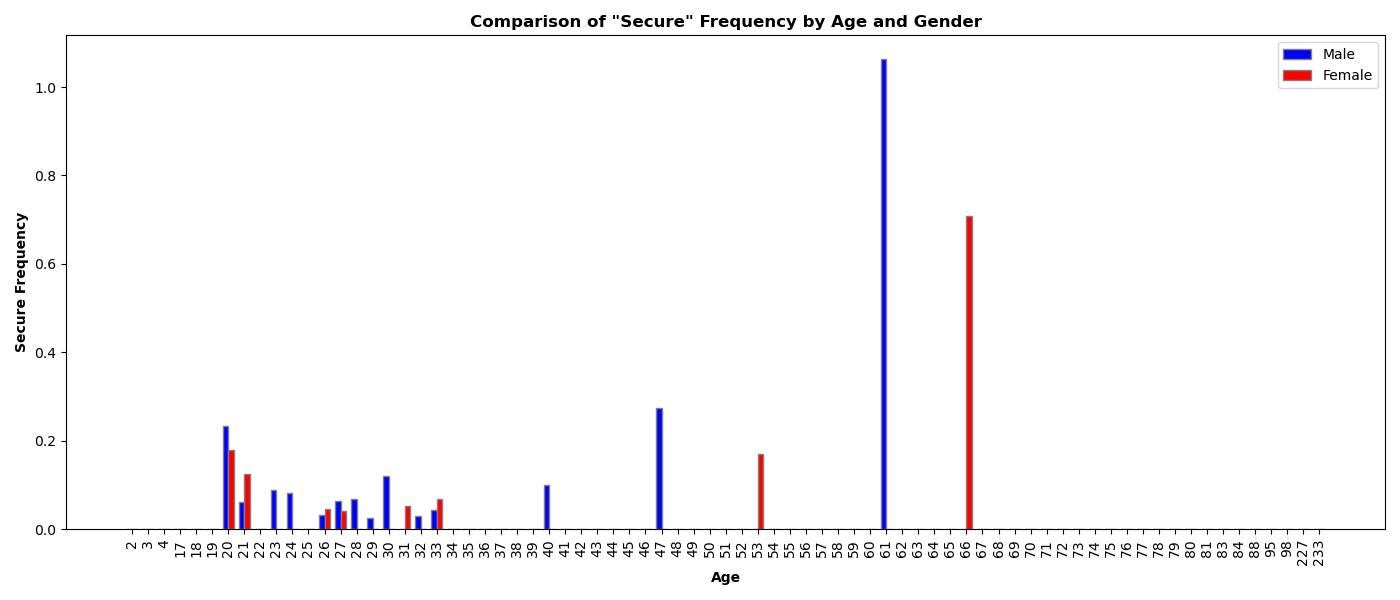 Comparison of "Secure" Frequency by Age and Gender
Male
Female
Secure Frequency
1.0
0.8
0.6
0.4
0.2
0.0
2 3 4 17 18 19 20 21 22 23 24 25 26 27 28 29 30 31 32 33 34 35 36 37 38 39 40 41 42 43 44 45 46 47 48 49 50 51 52 53 54 55 56 57 58 59 60 61 62 63 64 65 66 67 68 69 70 71 72 73 74 75 76 77 78 79 80 81 83 84 88 95 98 227 233
Age